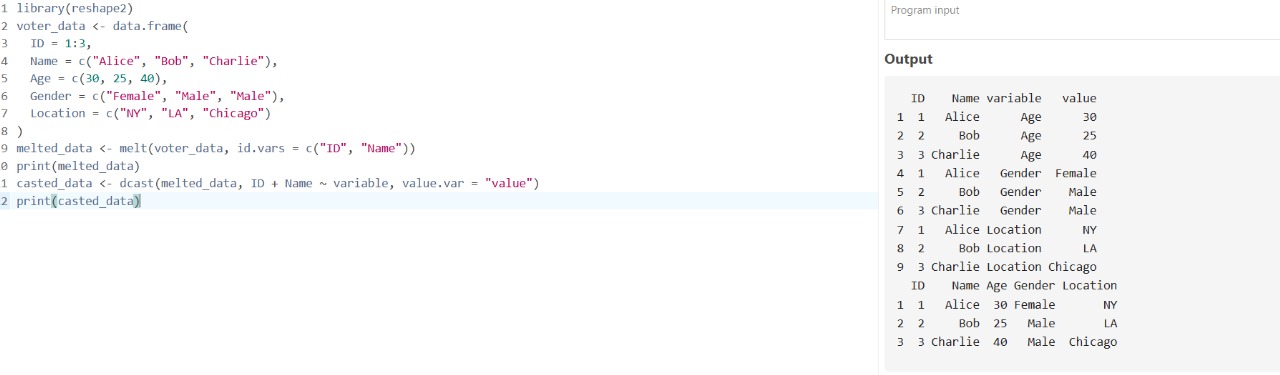 1 library(reshape2)
2 voter_data <- data.frame(
3   ID = 1:3,
4   Name = c("Alice", "Bob", "Charlie"),
5   Age = c(30, 25, 40),
6   Gender = c("Female", "Male", "Male"),
7   Location = c("NY", "LA", "Chicago")
8 )
9 melted_data <- melt(voter_data, id.vars = c("ID", "Name"))
0 print(melted_data)
1 casted_data <- dcast(melted_data, ID + Name ~ variable, value.var = "value")
2 print(casted_data)
Program input
Output
  ID    Name variable   value
1  1   Alice      Age      30
2  2     Bob      Age      25
3  3 Charlie      Age      40
4  1   Alice   Gender  Female
5  2     Bob   Gender    Male
6  3 Charlie   Gender    Male
7  1   Alice Location      NY
8  2     Bob Location      LA
9  3 Charlie Location Chicago
  ID    Name Age Gender Location
1  1   Alice  30 Female       NY
2  2     Bob  25   Male       LA
3  3 Charlie  40   Male  Chicago